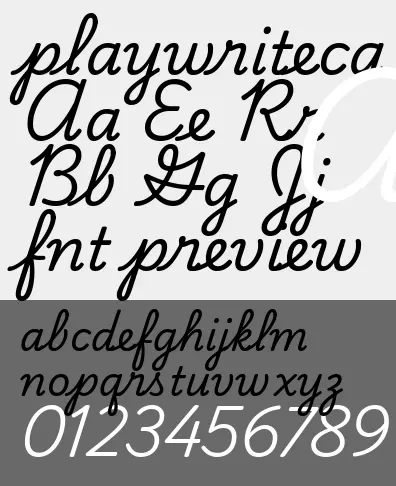 playwriteca
Aa Ee Rr
Bb Gg Jj
fnt preview
abcdefghijklm
nopqrstuvwxyz
0123456789